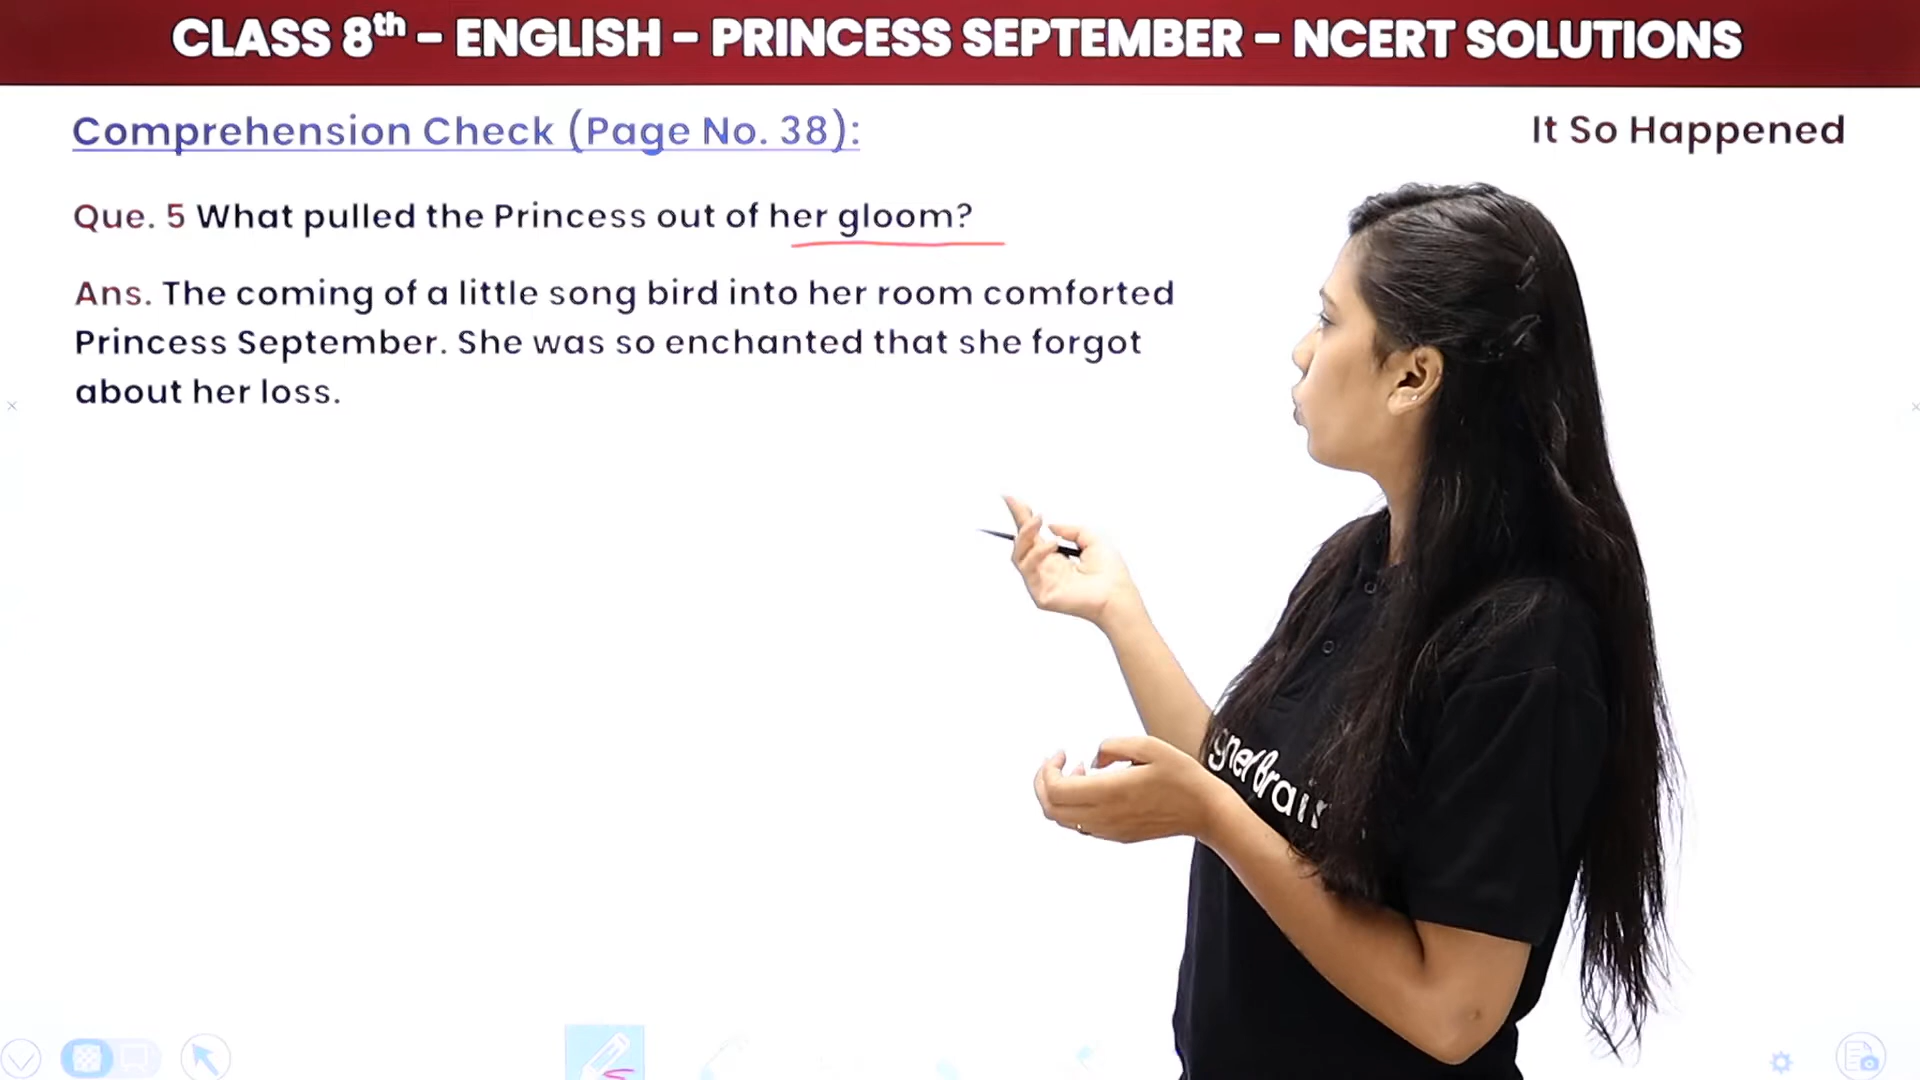 CLASS 8th - ENGLISH - PRINCESS SEPTEMBER - NCERT SOLUTIONS
Comprehension Check (Page No. 38):
It So Happened
Que. 5 What pulled the Princess out of her gloom?
Ans. The coming of a little song bird into her room comforted
Princess September. She was so enchanted that she forgot
about her loss.